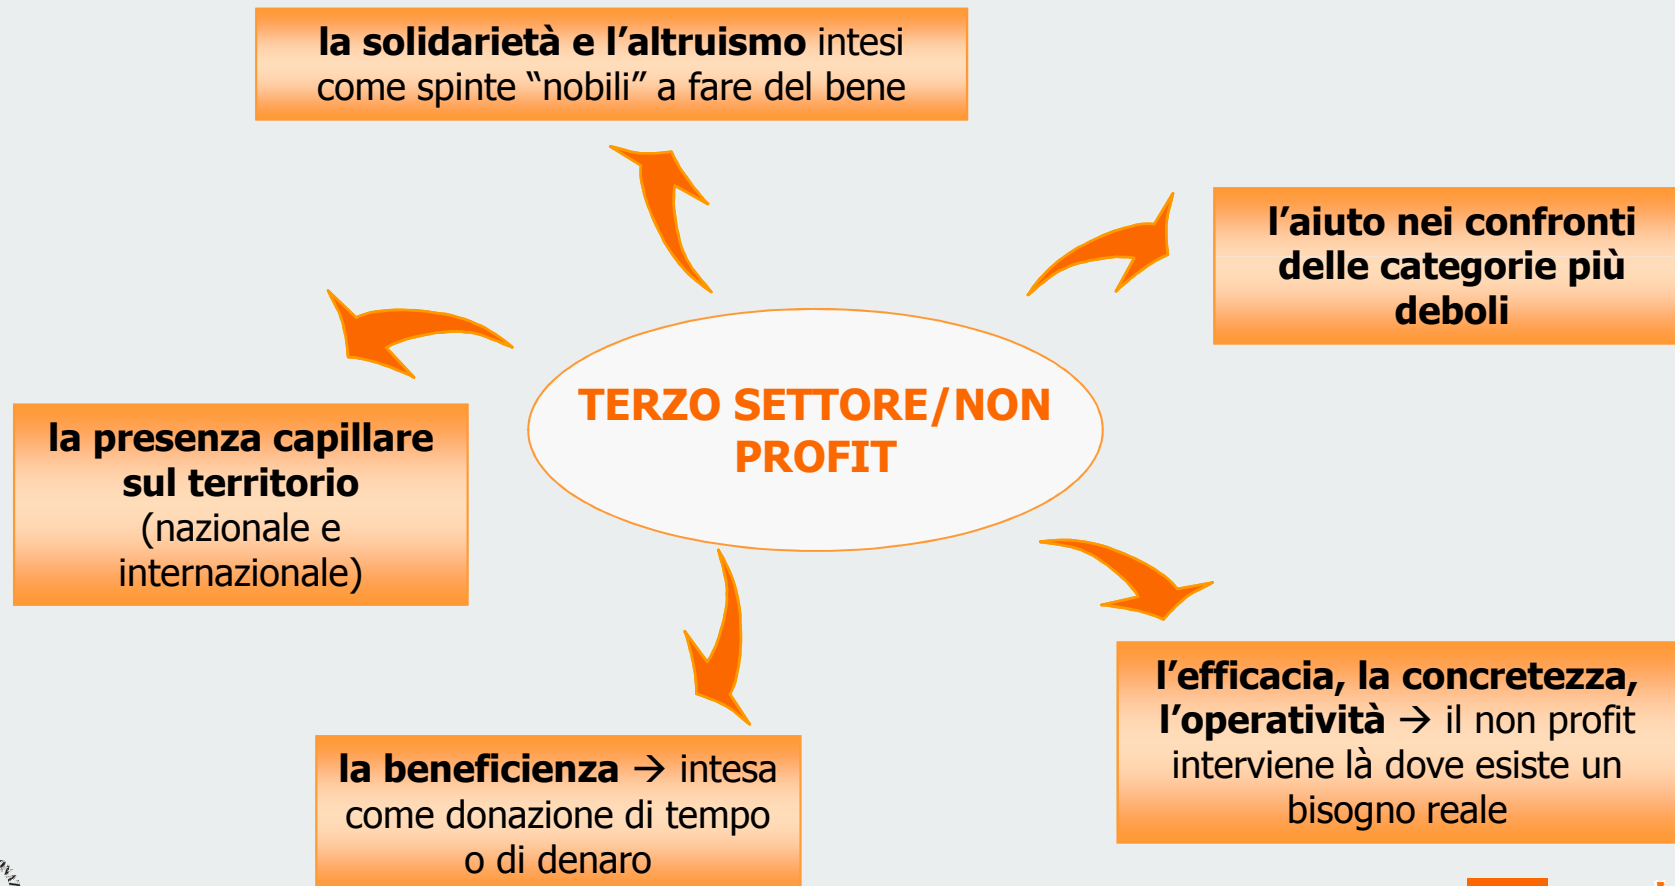 la solidarietà e l’altruismo intesi
come spinte “nobili” a fare del bene
l’aiuto nei confronti
delle categorie più
deboli
TERZO SETTORE/NON
PROFIT
la presenza capillare
sul territorio
(nazionale e
internazionale)
l’efficacia, la concretezza,
l’operatività → il non profit
interviene là dove esiste un
bisogno reale
la beneficienza → intesa
come donazione di tempo
o di denaro